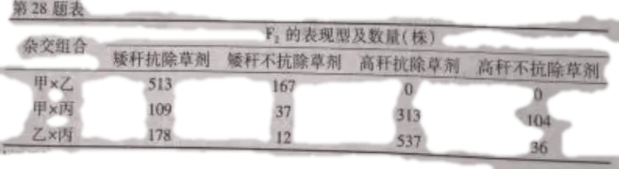 第28题表
F₂ 的表现型及数量(株)
杂交组合
矮秆抗除草剂 矮秆不抗除草剂 高秆抗除草剂 高秆不抗除草剂
甲×乙 513 167 0 0
甲×丙 109 37 313 104
乙×丙 178 12 537 36